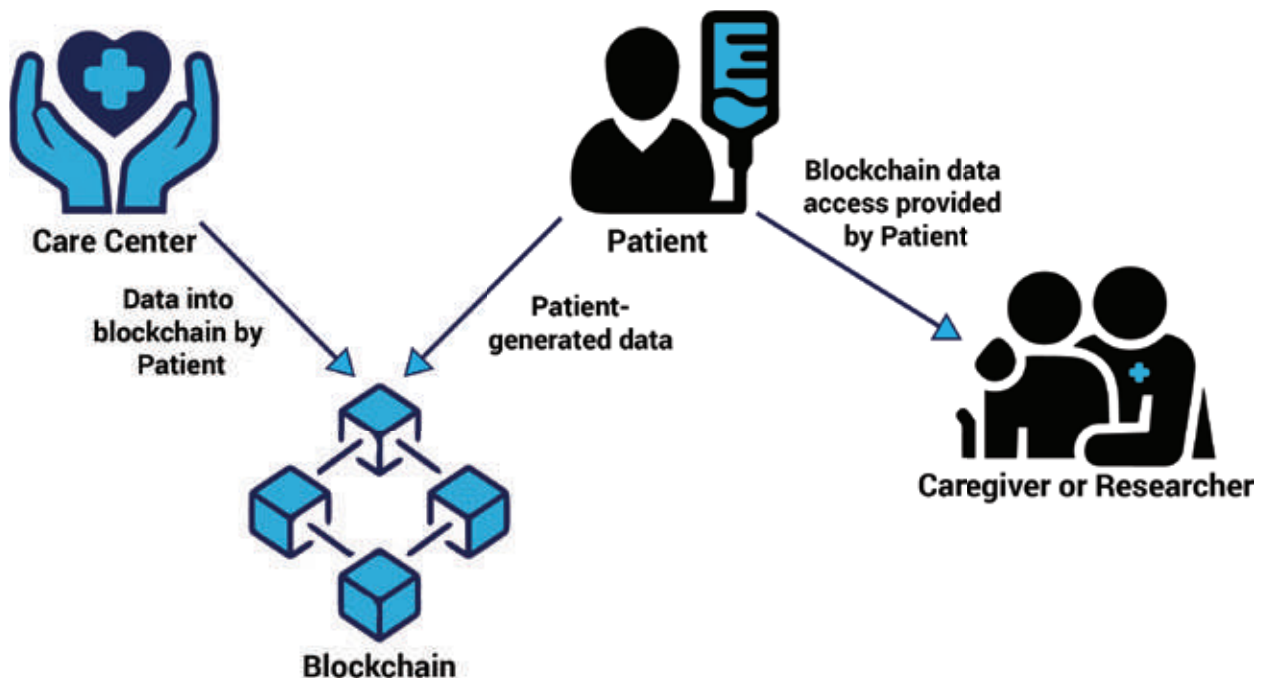 Care Center
Patient
Blockchain data
access provided
by Patient
Data into
blockchain by
Patient
Patient-
generated data
Caregiver or Researcher
Blockchain